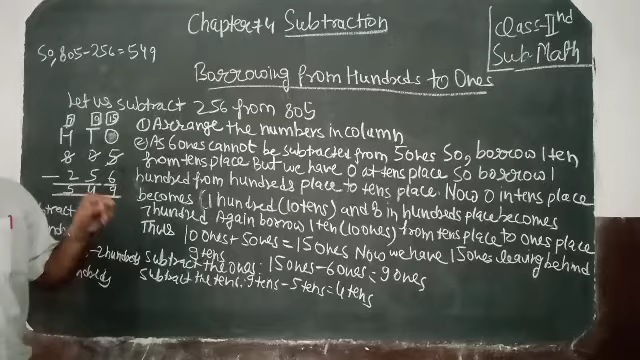 Chapter-4 Subtraction
Class-IInd
Sub-Math
So, 805-256=549
Borrowing from Hundreds to Ones
Let us subtract 256 from 805
7 9 15
H T O
8 0 5
- 2 5 6
5 4 9
① Arrange the numbers in column
② As 6 ones cannot be subtracted from 5 ones So, borrow 1 ten
from tens place But we have 0 at tens place So borrow 1
hundred from hundreds place to tens place. Now 0 in tens place
becomes (1 hundred (10 tens) and 8 in hundreds place becomes
7 hundred Again borrow 1 ten (10 ones) from tens place to ones place
Thus 10 ones + 5 ones = 15 ones Now we have 15 ones leaving behind
9 tens
subtract the ones: 15 ones - 6 ones = 9 ones
subtract the tens: 9 tens - 5 tens = 4 tens
- 2 hundreds